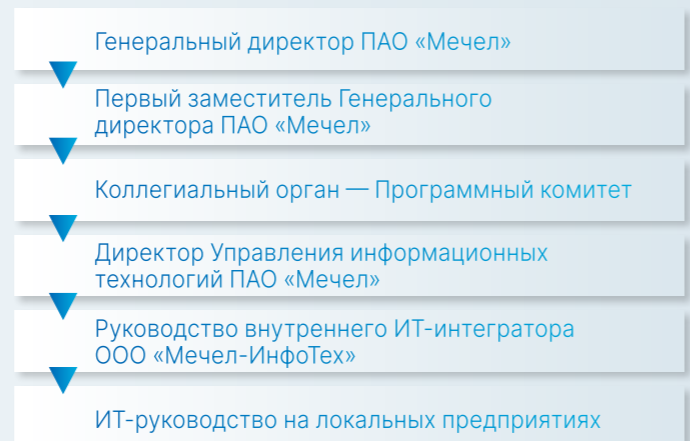 Генеральный директор ПАО «Мечел»
Первый заместитель Генерального
директора ПАО «Мечел»
Коллегиальный орган — Программный комитет
Директор Управления информационных
технологий ПАО «Мечел»
Руководство внутреннего ИТ-интегратора
ООО «Мечел-ИнфоТех»
ИТ-руководство на локальных предприятиях